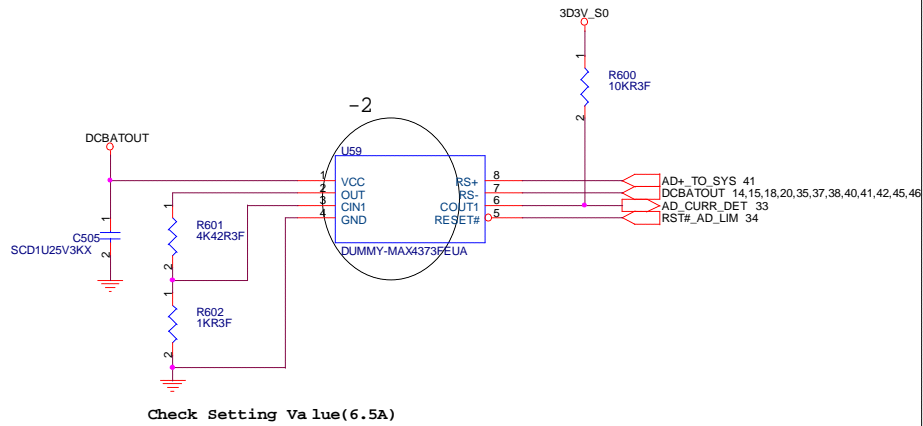 3D3V_S0
1
R600
10KR3F
2
-2
DCBATOUT
U59
1 VCC RS+ 8 AD+_TO_SYS 41
2 OUT RS- 7 DCBATOUT 14,15,18,20,35,37,38,40,41,42,45,46
3 CIN1 COUT1 6 AD_CURR_DET 33
4 GND RESET# 5 RST#_AD_LIM 34
DUMMY-MAX4373FEUA
1
C505
SCD1U25V3KX
2
1
R601
4K42R3F
2
1
R602
1KR3F
2
Check Setting Value(6.5A)